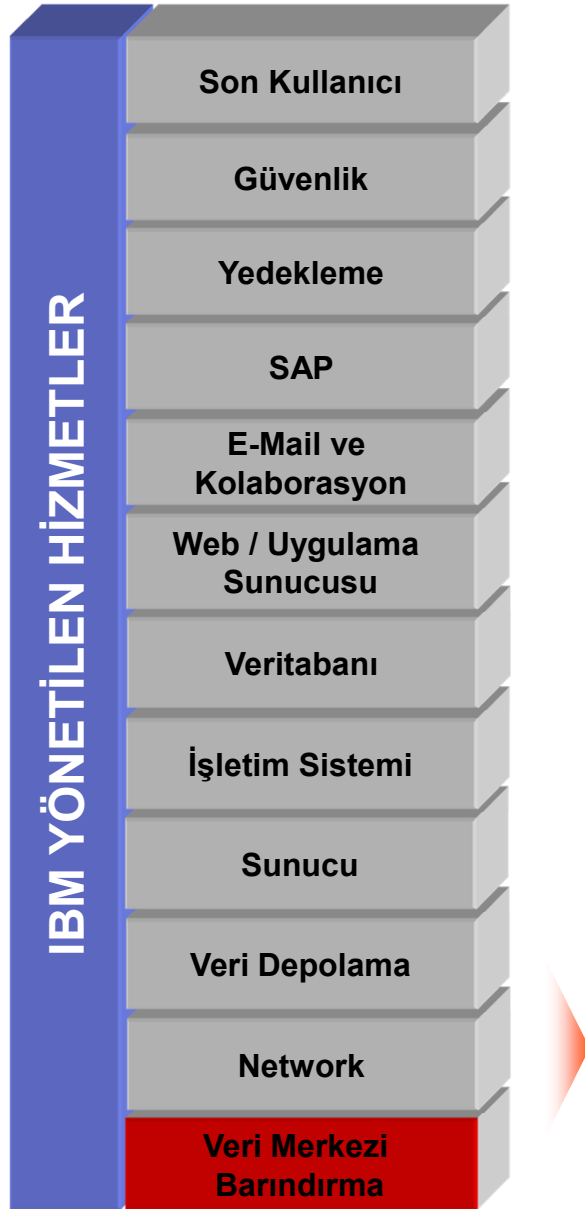 IBM YÖNETİLEN HİZMETLER
Son Kullanıcı
Güvenlik
Yedekleme
SAP
E-Mail ve
Kolaborasyon
Web / Uygulama
Sunucusu
Veritabanı
İşletim Sistemi
Sunucu
Veri Depolama
Network
Veri Merkezi
Barındırma